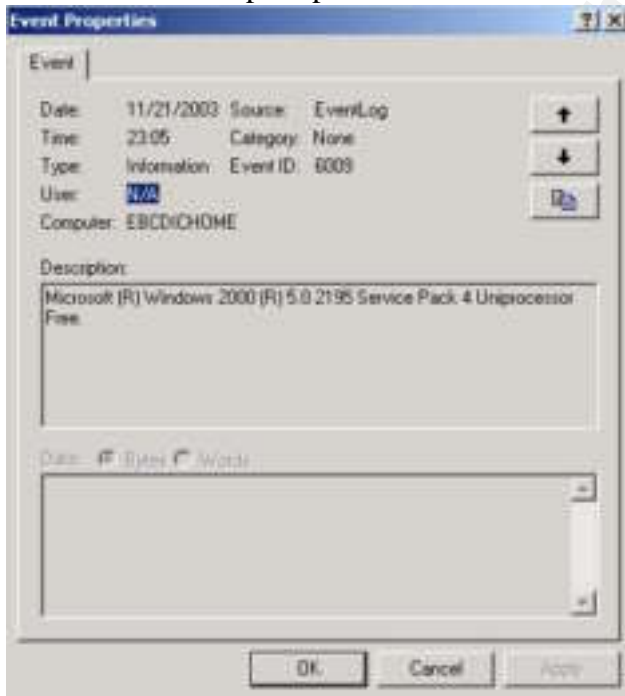 Event Properties
Event
Date: 11/21/2003 Source: EventLog
Time: 23:05 Category: None
Type: Information Event ID: 6009
User: N/A
Computer: EBCDICHOME
Description:
Microsoft (R) Windows 2000 (R) 5.0 2195 Service Pack 4 Uniprocessor
Free.
Data: Bytes Words
OK Cancel Apply